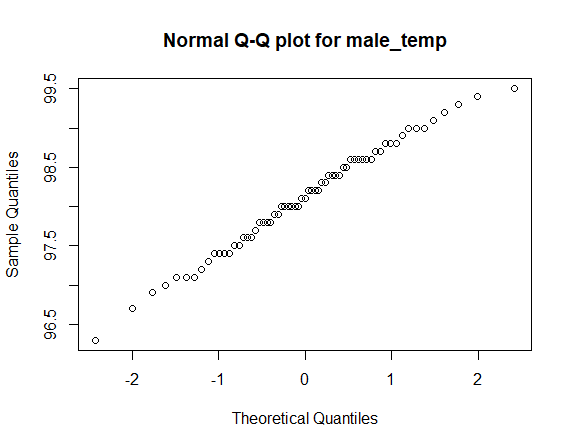 Normal Q-Q plot for male_temp
99.5
98.5
97.5
96.5
Sample Quantiles
-2 -1 0 1 2
Theoretical Quantiles